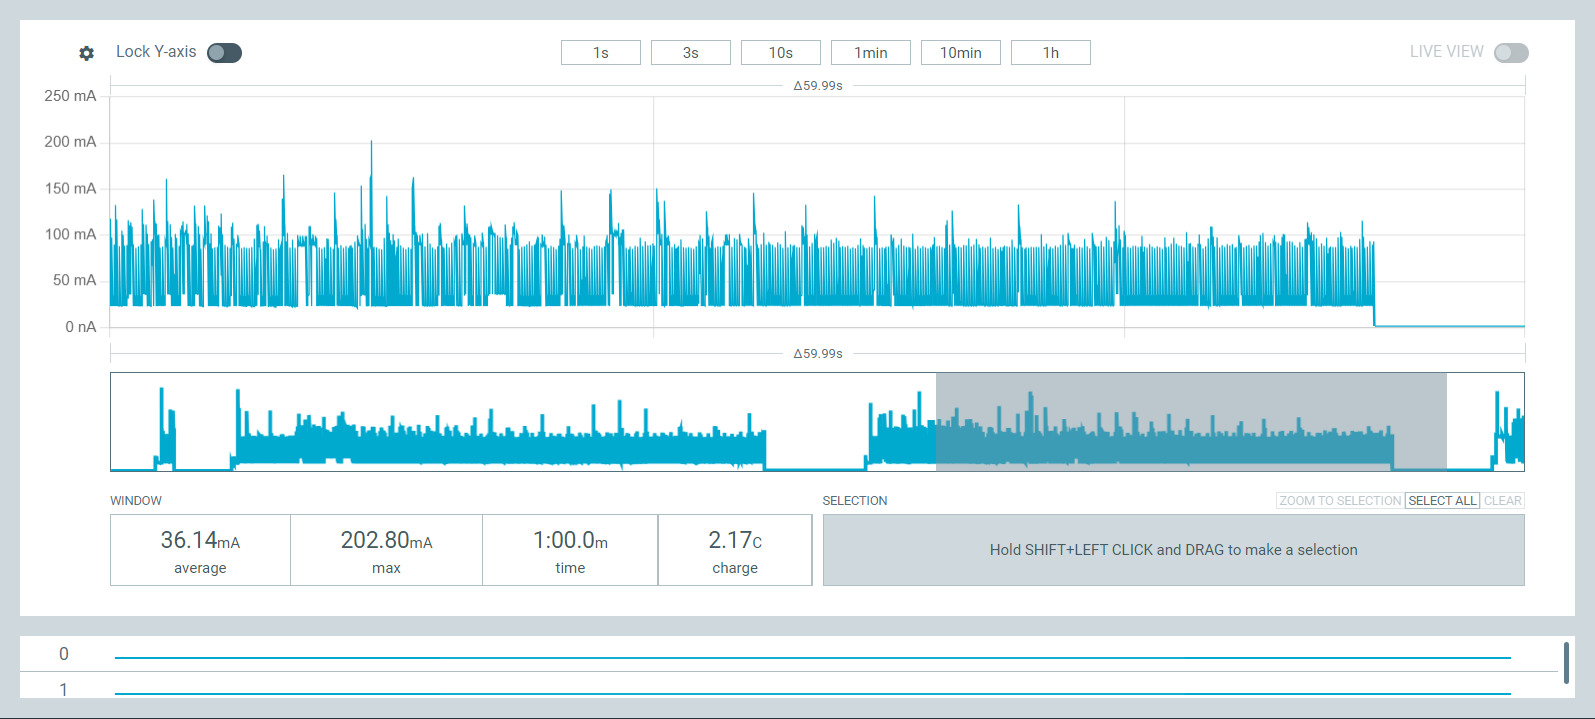 Lock Y-axis
1s
3s
10s
1min
10min
1h
LIVE VIEW
Δ59.99s
250 mA
200 mA
150 mA
100 mA
50 mA
0 nA
Δ59.99s
WINDOW
36.14mA
average
202.80mA
max
1:00.0m
time
2.17C
charge
SELECTION
ZOOM TO SELECTION
SELECT ALL
CLEAR
Hold SHIFT+LEFT CLICK and DRAG to make a selection
0
1